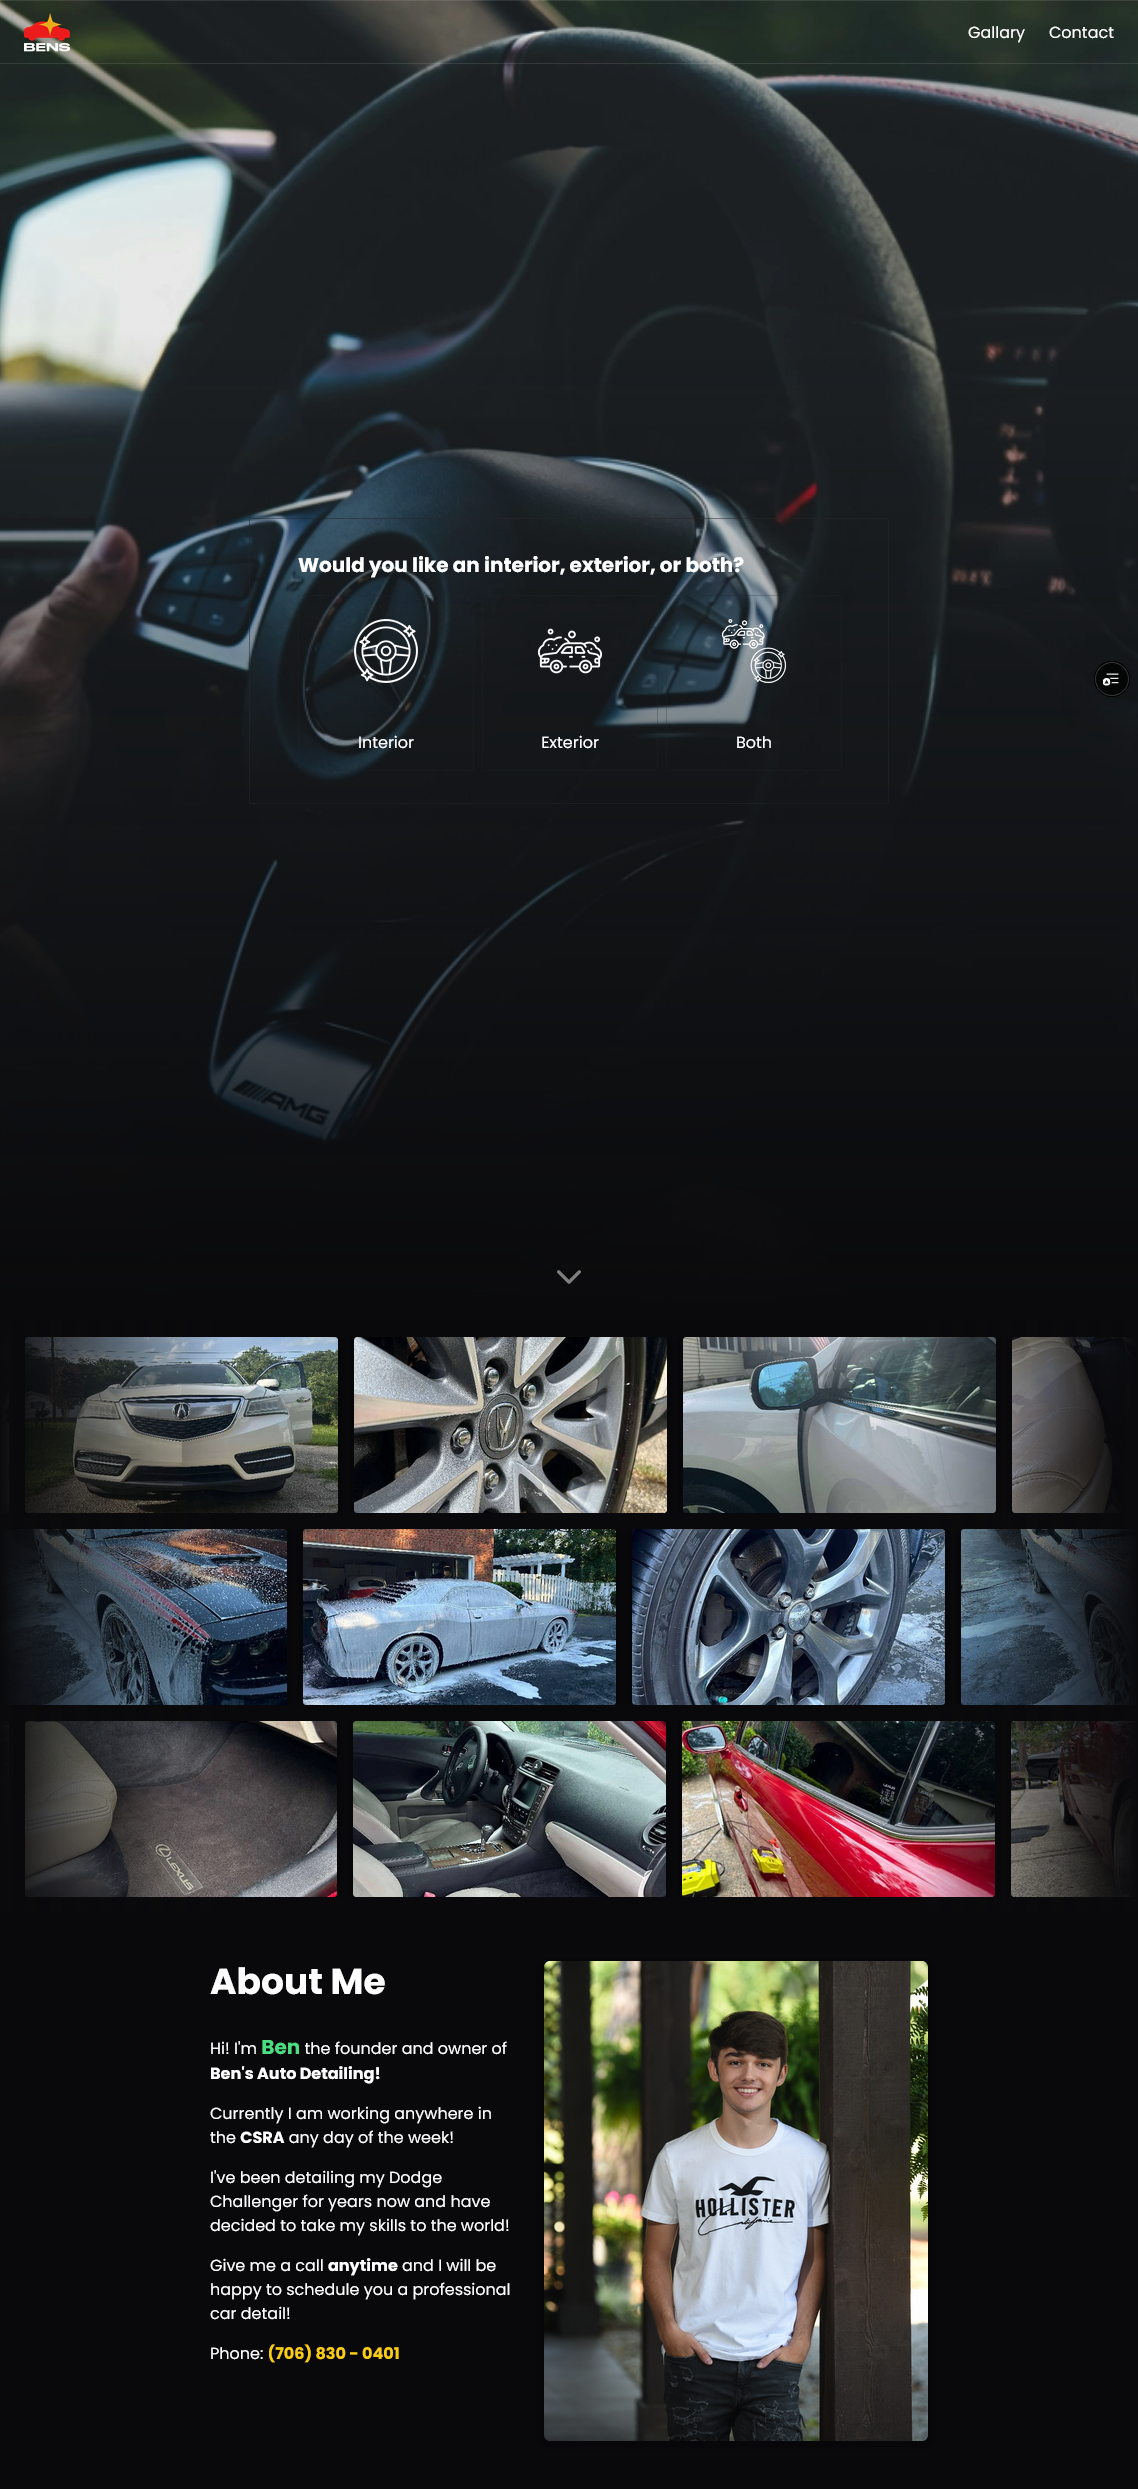 BENS
Gallary
Contact
Would you like an interior, exterior, or both?
Interior
Exterior
Both
AMG
EAGLE
LEXUS
About Me
Hi! I'm Ben the founder and owner of
Ben's Auto Detailing!
Currently I am working anywhere in
the CSRA any day of the week!
I've been detailing my Dodge
Challenger for years now and have
decided to take my skills to the world!
Give me a call anytime and I will be
happy to schedule you a professional
car detail!
Phone: (706) 830 - 0401
HOLLISTER
California